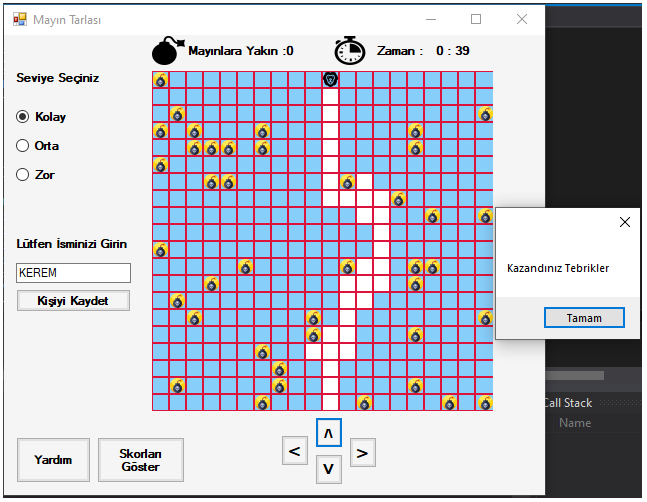 Mayın Tarlası
Mayınlara Yakın :0
Zaman : 0 : 39
Seviye Seçiniz
Kolay
Orta
Zor
Lütfen İsminizi Girin
KEREM
Kişiyi Kaydet
Kazandınız Tebrikler
Tamam
Call Stack
Name
Yardım
Skorları
Göster
<
Λ
V
>